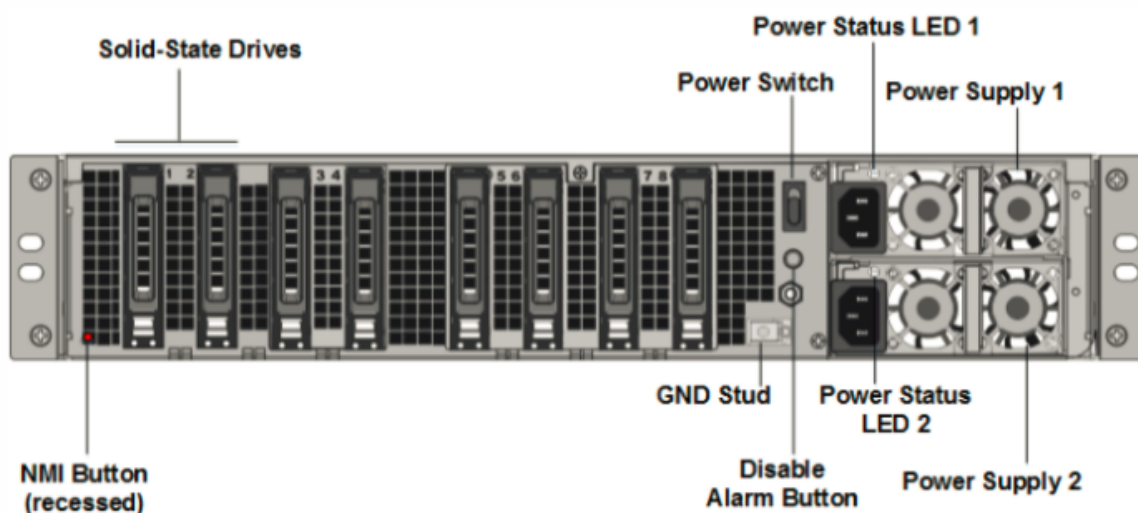 Power Status LED 1
Solid-State Drives
Power Switch
Power Supply 1
1 2
3 4
5 6
7 8
GND Stud
Power Status
LED 2
NMI Button
(recessed)
Disable
Alarm Button
Power Supply 2